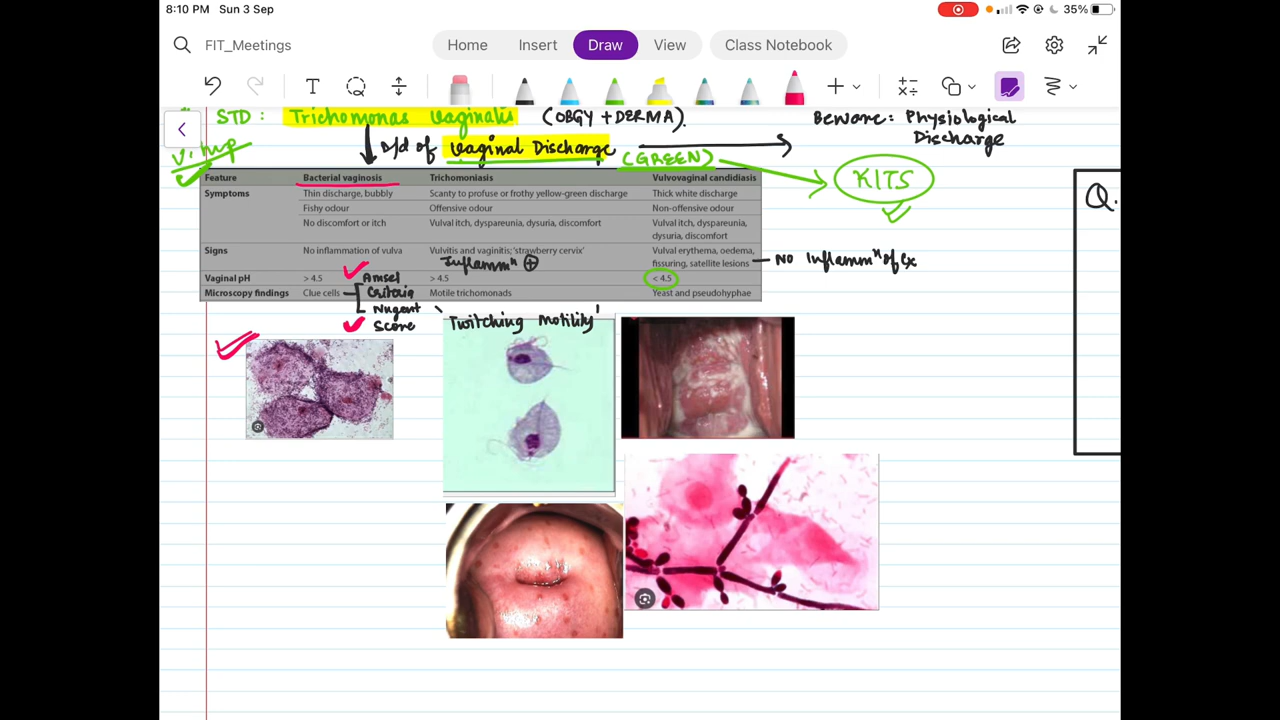 8:10 PM Sun 3 Sep
35%
FIT_Meetings
Home Insert Draw View Class Notebook
STD: Trichomonas Vaginalis (OBGY + DERMA).
Beware: Physiological
Discharge
V. Imp
D/d of Vaginal Discharge
(GREEN)
KITS
Q.
Feature Bacterial vaginosis Trichomoniasis Vulvovaginal candidiasis
Symptoms Thin discharge, bubbly Scanty to profuse or frothy yellow-green discharge Thick white discharge
Fishy odour Offensive odour Non-offensive odour
No discomfort or itch Vulval itch, dyspareunia, dysuria, discomfort Vulval itch, dyspareunia,
dysuria, discomfort
Signs No inflammation of vulva Vulvitis and vaginitis; 'strawberry cervix' Vulval erythema, oedema,
fissuring, satellite lesions
Inflammⁿ ⊕
No Inflammⁿ of Cx
Vaginal pH > 4.5 > 4.5 < 4.5
Microscopy findings Clue cells Motile trichomonads Yeast and pseudohyphae
Amsel
Criteria
Nugent
Score
'Twitching Motility'